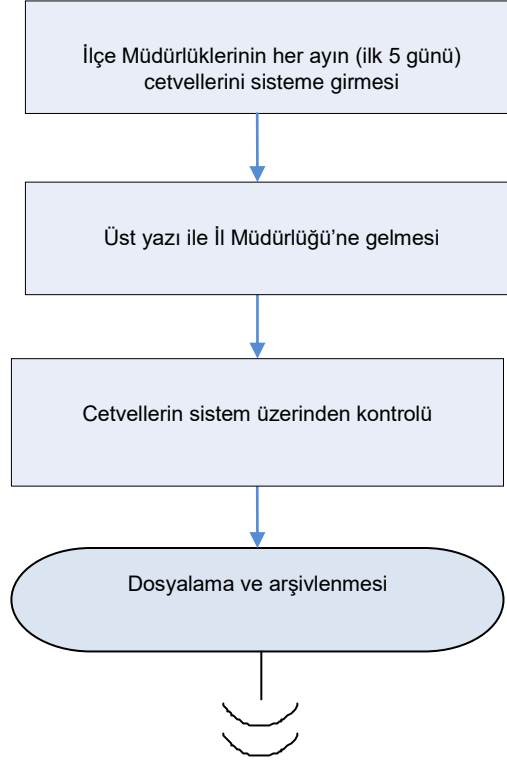 İlçe Müdürlüklerinin her ayın (ilk 5 günü)
cetvellerini sisteme girmesi
Üst yazı ile İl Müdürlüğü’ne gelmesi
Cetvellerin sistem üzerinden kontrolü
Dosyalama ve arşivlenmesi